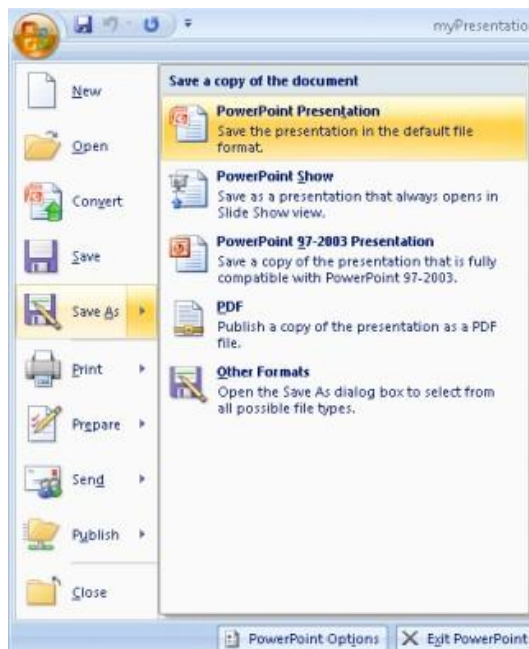 myPresentatio
New
Open
Convert
Save
Save As
Print
Prepare
Send
Publish
Close
Save a copy of the document
PowerPoint Presentation
Save the presentation in the default file
format.
PowerPoint Show
Save as a presentation that always opens in
Slide Show view.
PowerPoint 97-2003 Presentation
Save a copy of the presentation that is fully
compatible with PowerPoint 97-2003.
PDF
Publish a copy of the presentation as a PDF
file.
Other Formats
Open the Save As dialog box to select from
all possible file types.
PowerPoint Options
Exit PowerPoint